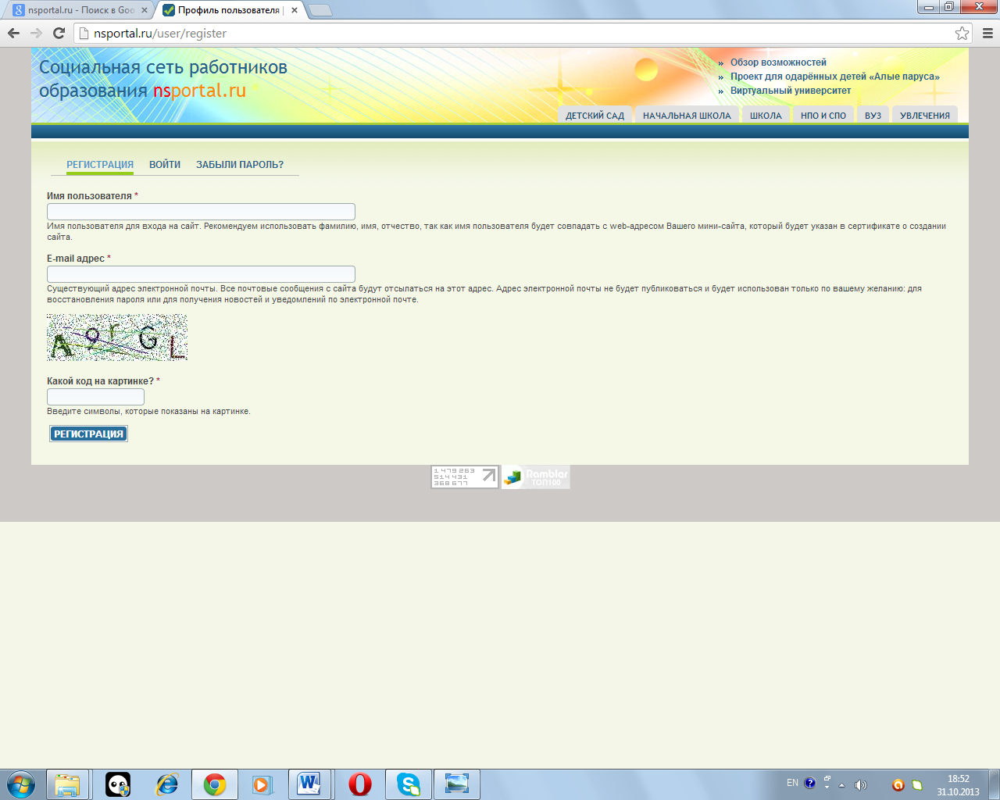 nsportal.ru - Поиск в Goo
Профиль пользователя |
nsportal.ru/user/register
Социальная сеть работников
образования nsportal.ru
» Обзор возможностей
» Проект для одарённых детей «Алые паруса»
» Виртуальный университет
ДЕТСКИЙ САД НАЧАЛЬНАЯ ШКОЛА ШКОЛА НПО И СПО ВУЗ УВЛЕЧЕНИЯ
РЕГИСТРАЦИЯ ВОЙТИ ЗАБЫЛИ ПАРОЛЬ?
Имя пользователя *
Имя пользователя для входа на сайт. Рекомендуем использовать фамилию, имя, отчество, так как имя пользователя будет совпадать с web-адресом Вашего мини-сайта, который будет указан в сертификате о создании
сайта.
E-mail адрес *
Существующий адрес электронной почты. Все почтовые сообщения с сайта будут отсылаться на этот адрес. Адрес электронной почты не будет публиковаться и будет использован только по вашему желанию: для
восстановления пароля или для получения новостей и уведомлений по электронной почте.
A9rGL
Какой код на картинке? *
Введите символы, которые показаны на картинке.
РЕГИСТРАЦИЯ
1 479 263
514 431
368 677
Rambler
ТОП100
EN
18:52
31.10.2013